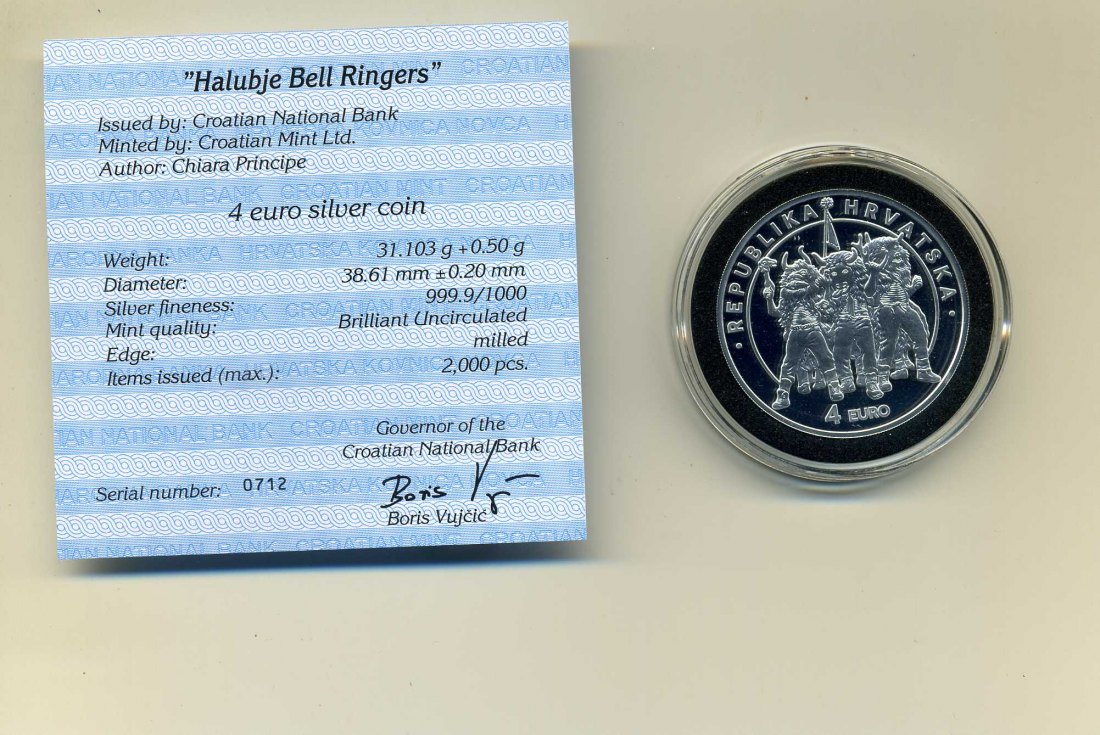 "Halubje Bell Ringers"
Issued by: Croatian National Bank
Minted by: Croatian Mint Ltd.
Author: Chiara Principe
4 euro silver coin
Weight: 31.103 g +0.50 g
Diameter: 38.61 mm ±0.20 mm
Silver fineness: 999.9/1000
Mint quality: Brilliant Uncirculated
Edge: milled
Items issued (max.): 2,000 pcs.
Governor of the
Croatian National Bank
Serial number: 0712
Boris
Boris Vujčić
· REPUBLIKA HRVATSKA ·
4 EURO